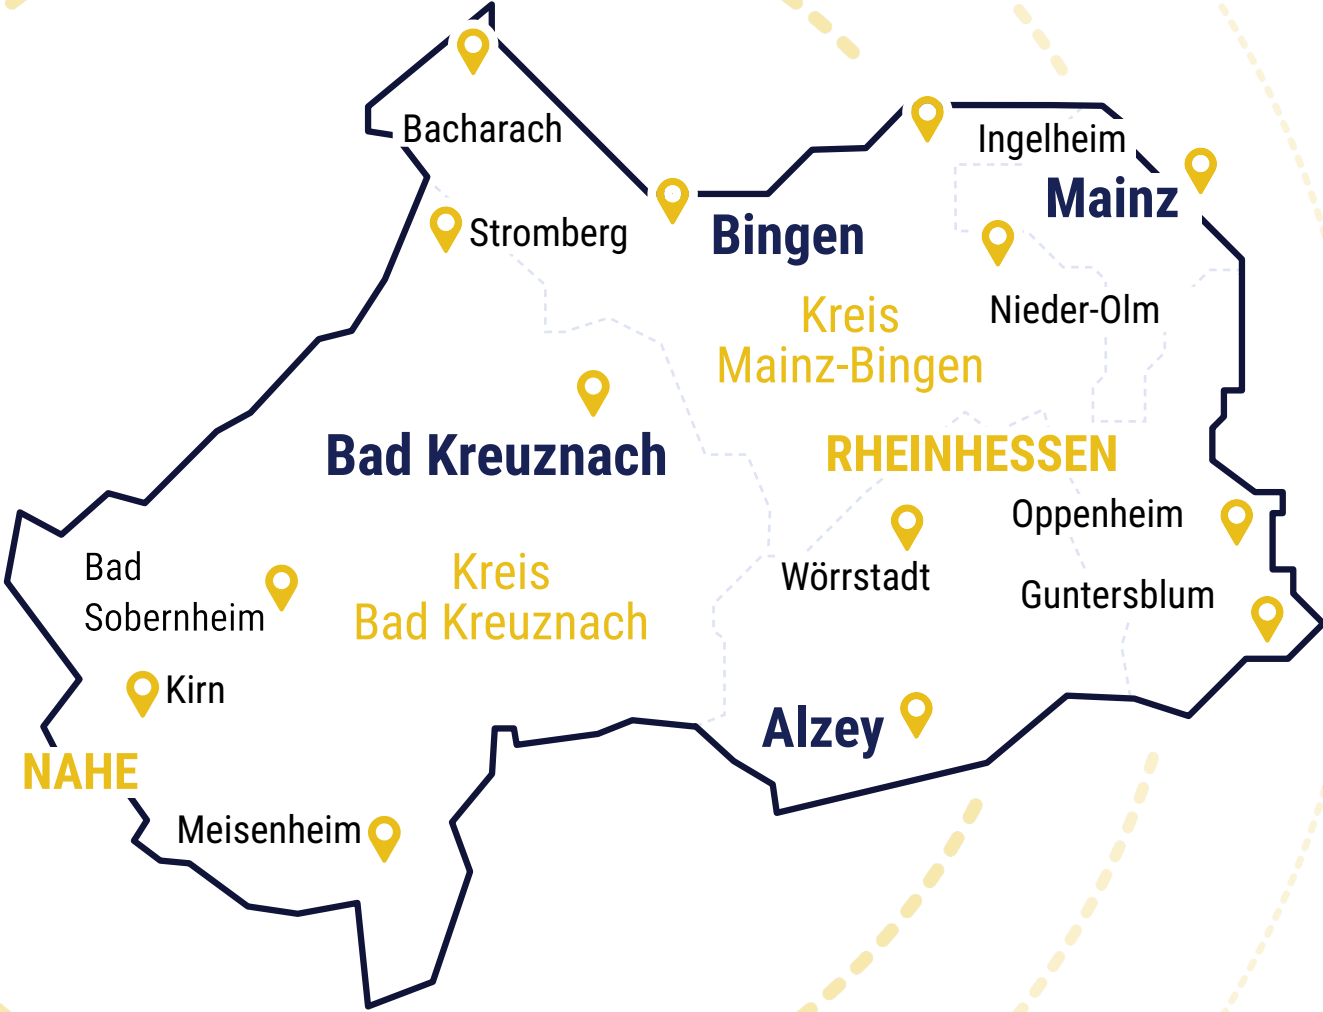 Bacharach
Ingelheim
Mainz
Stromberg
Bingen
Nieder-Olm
Kreis
Mainz-Bingen
Bad Kreuznach
RHEINHESSEN
Oppenheim
Wörrstadt
Bad
Sobernheim
Kreis
Bad Kreuznach
Guntersblum
Kirn
Alzey
NAHE
Meisenheim